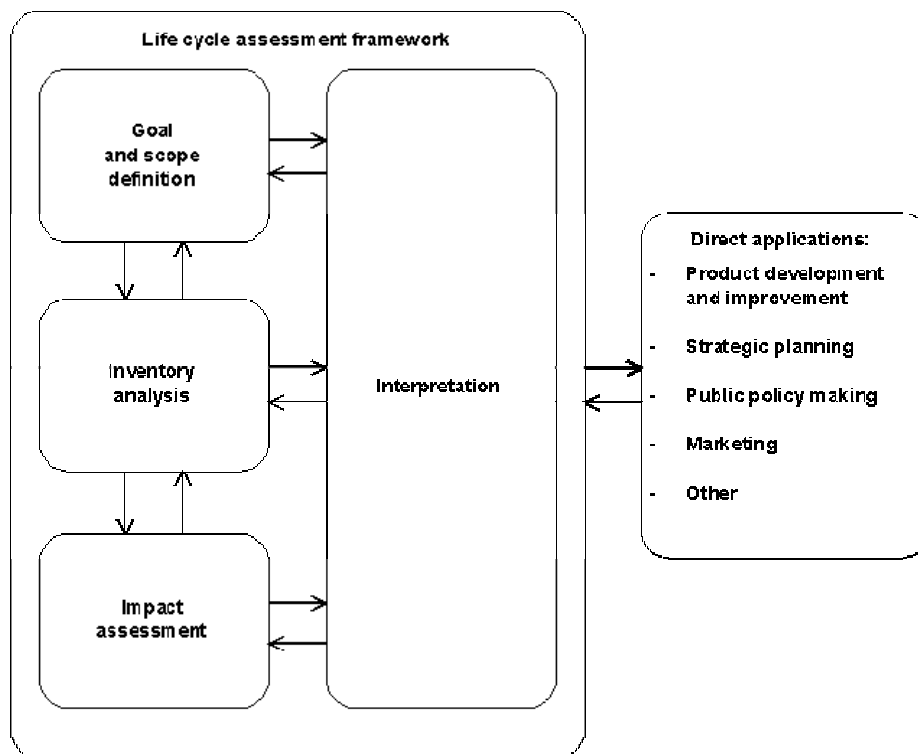 Life cycle assessment framework
Goal
and scope
definition
Inventory
analysis
Impact
assessment
Interpretation
Direct applications:
- Product development
and improvement
- Strategic planning
- Public policy making
- Marketing
- Other